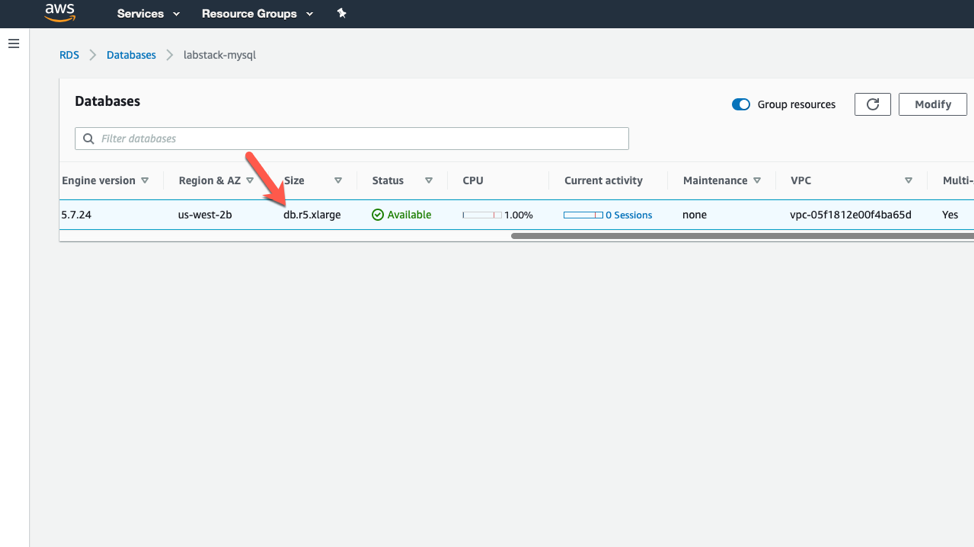 aws Services Resource Groups
RDS Databases labstack-mysql
Databases
Group resources Modify
Filter databases
Engine version Region & AZ Size Status CPU Current activity Maintenance VPC Multi-
5.7.24 us-west-2b db.r5.xlarge Available 1.00% 0 Sessions none vpc-05f1812e00f4ba65d Yes